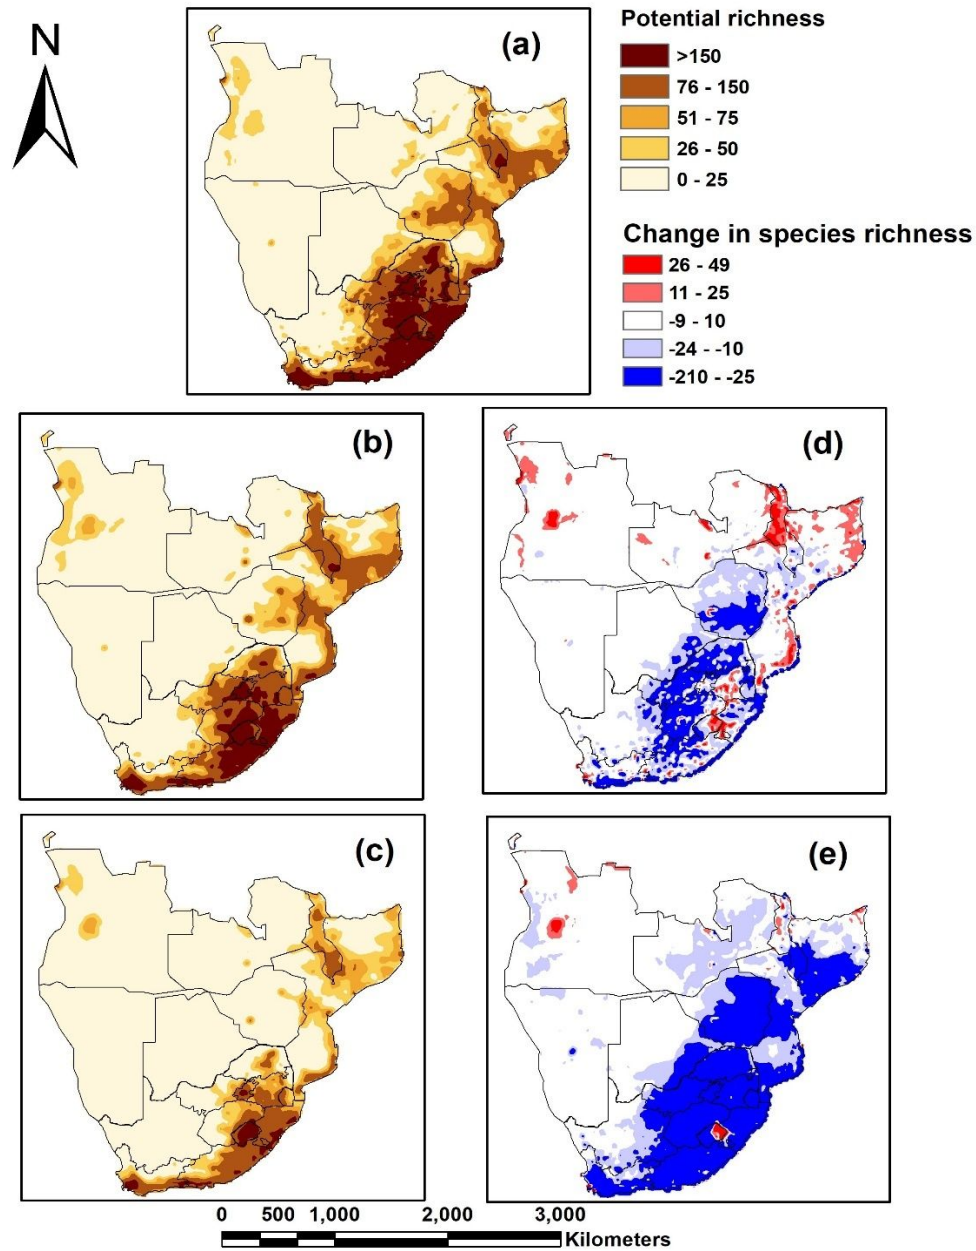 N
(a)
Potential richness
>150
76 - 150
51 - 75
26 - 50
0 - 25
Change in species richness
26 - 49
11 - 25
-9 - 10
-24 - -10
-210 - -25
(b)
(d)
(c)
(e)
0 500 1,000 2,000 3,000
Kilometers